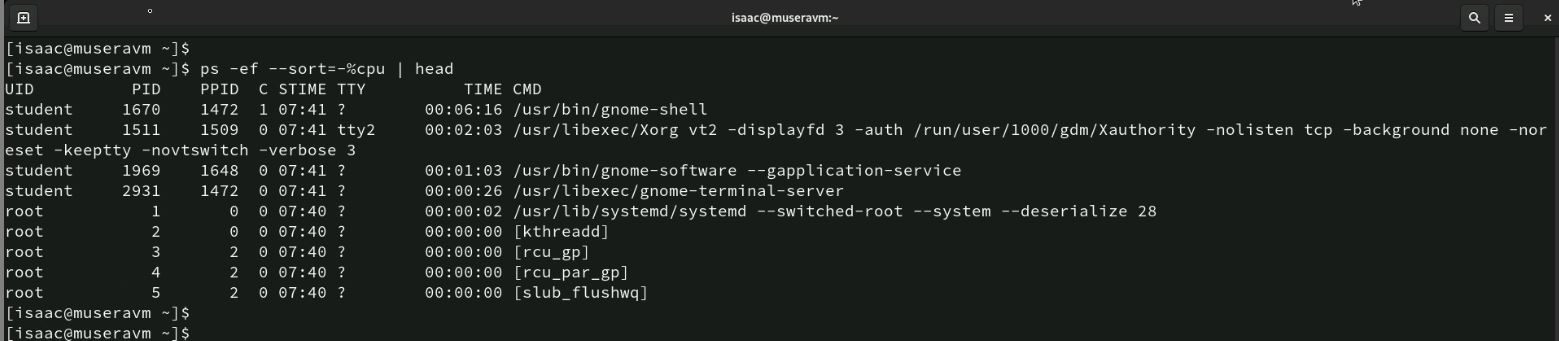 isaac@museravm:~
[isaac@museravm ~]$
[isaac@museravm ~]$ ps -ef --sort=-%cpu | head
UID          PID    PPID  C STIME TTY          TIME CMD
student     1670    1472  1 07:41 ?        00:06:16 /usr/bin/gnome-shell
student     1511    1509  0 07:41 tty2     00:02:03 /usr/libexec/Xorg vt2 -displayfd 3 -auth /run/user/1000/gdm/Xauthority -nolisten tcp -background none -nor
eset -keeptty -novtswitch -verbose 3
student     1969    1648  0 07:41 ?        00:01:03 /usr/bin/gnome-software --gapplication-service
student     2931    1472  0 07:41 ?        00:00:26 /usr/libexec/gnome-terminal-server
root           1       0  0 07:40 ?        00:00:02 /usr/lib/systemd/systemd --switched-root --system --deserialize 28
root           2       0  0 07:40 ?        00:00:00 [kthreadd]
root           3       2  0 07:40 ?        00:00:00 [rcu_gp]
root           4       2  0 07:40 ?        00:00:00 [rcu_par_gp]
root           5       2  0 07:40 ?        00:00:00 [slub_flushwq]
[isaac@museravm ~]$
[isaac@museravm ~]$